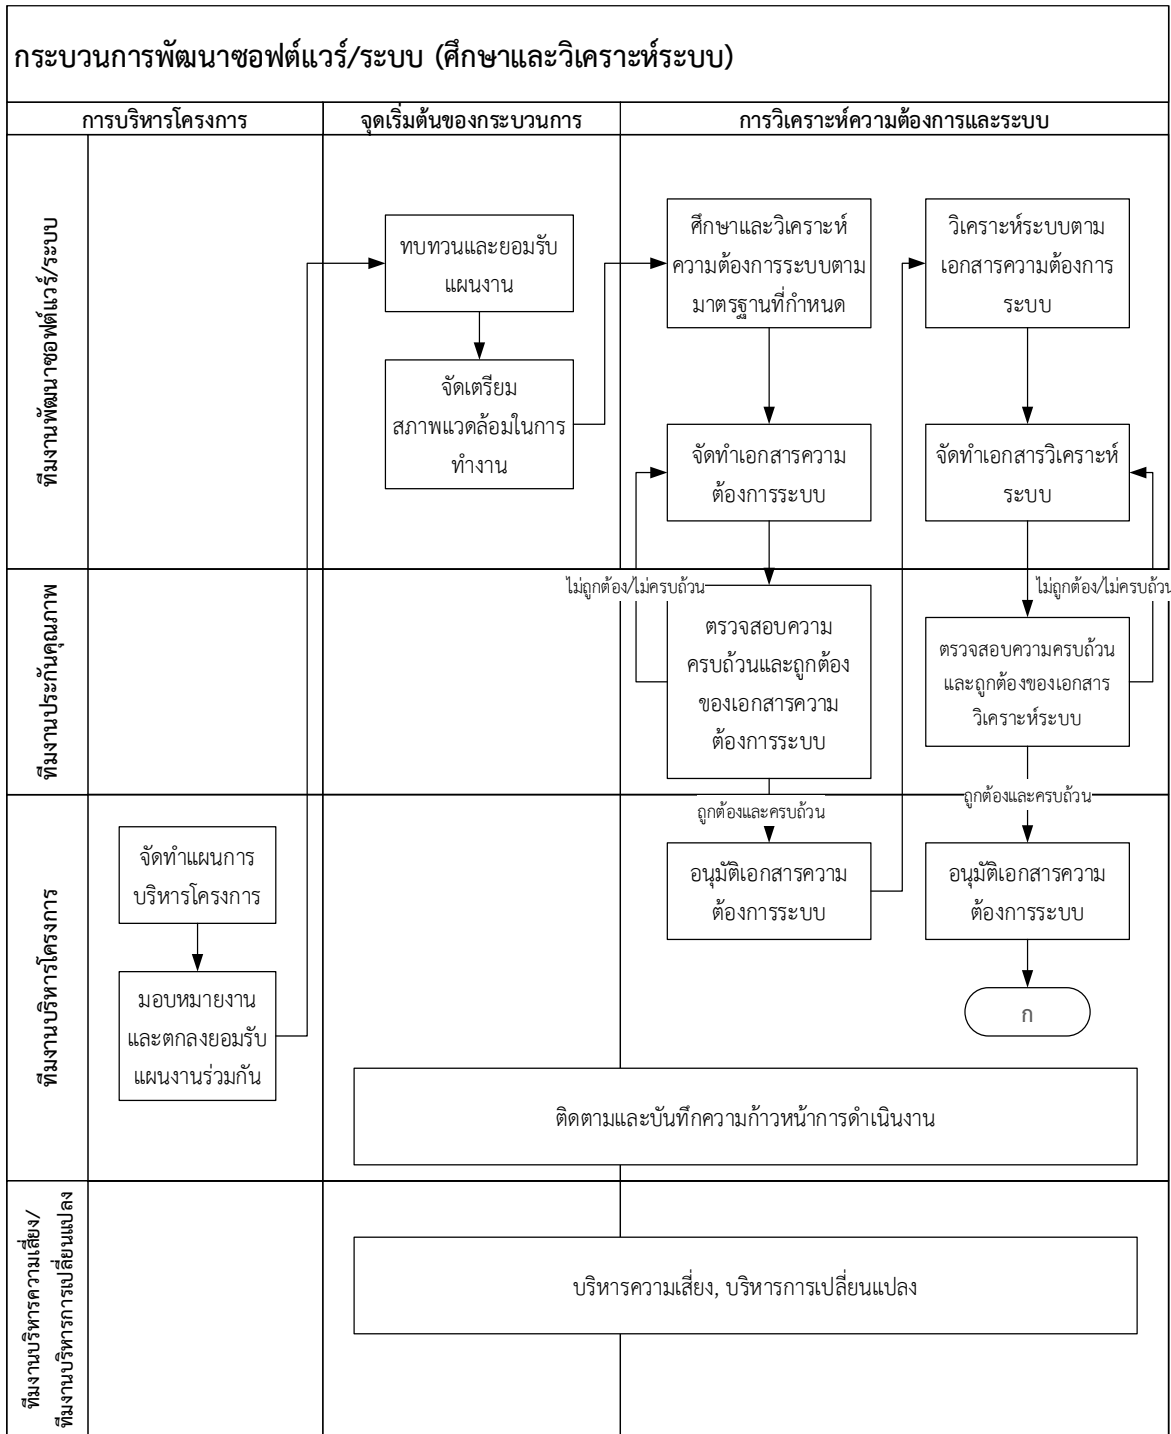 กระบวนการพัฒนาซอฟต์แวร์/ระบบ (ศึกษาและวิเคราะห์ระบบ)
การบริหารโครงการ
จุดเริ่มต้นของกระบวนการ
การวิเคราะห์ความต้องการและระบบ
ทีมงานพัฒนาซอฟต์แวร์/ระบบ
ทบทวนและยอมรับ
แผนงาน
จัดเตรียม
สภาพแวดล้อมในการ
ทำงาน
ศึกษาและวิเคราะห์
ความต้องการระบบตาม
มาตรฐานที่กำหนด
จัดทำเอกสารความ
ต้องการระบบ
วิเคราะห์ระบบตาม
เอกสารความต้องการ
ระบบ
จัดทำเอกสารวิเคราะห์
ระบบ
ทีมงานประกันคุณภาพ
ไม่ถูกต้อง/ไม่ครบถ้วน
ตรวจสอบความ
ครบถ้วนและถูกต้อง
ของเอกสารความ
ต้องการระบบ
ไม่ถูกต้อง/ไม่ครบถ้วน
ตรวจสอบความครบถ้วน
และถูกต้องของเอกสาร
วิเคราะห์ระบบ
ทีมงานบริหารโครงการ
จัดทำแผนการ
บริหารโครงการ
มอบหมายงาน
และตกลงยอมรับ
แผนงานร่วมกัน
ถูกต้องและครบถ้วน
อนุมัติเอกสารความ
ต้องการระบบ
ถูกต้องและครบถ้วน
อนุมัติเอกสารความ
ต้องการระบบ
ก
ติดตามและบันทึกความก้าวหน้าการดำเนินงาน
ทีมงานบริหารความเสี่ยง/
ทีมงานบริหารการเปลี่ยนแปลง
บริหารความเสี่ยง, บริหารการเปลี่ยนแปลง